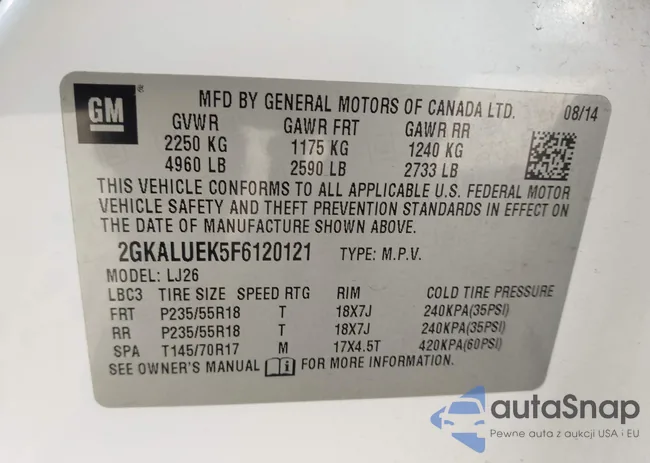 GM ®
MFD BY GENERAL MOTORS OF CANADA LTD. 08/14
GVWR GAWR FRT GAWR RR
2250 KG 1175 KG 1240 KG
4960 LB 2590 LB 2733 LB
THIS VEHICLE CONFORMS TO ALL APPLICABLE U.S. FEDERAL MOTOR
VEHICLE SAFETY AND THEFT PREVENTION STANDARDS IN EFFECT ON
THE DATE OF MANUFACTURE SHOWN ABOVE.
2GKALUEK5F6120121 TYPE: M.P.V.
MODEL: LJ26
LBC3 TIRE SIZE SPEED RTG RIM COLD TIRE PRESSURE
FRT P235/55R18 T 18X7J 240KPA(35PSI)
RR P235/55R18 T 18X7J 240KPA(35PSI)
SPA T145/70R17 M 17X4.5T 420KPA(60PSI)
SEE OWNER'S MANUAL i FOR MORE INFORMATION.
autaSnap
Pewne auta z aukcji USA i EU